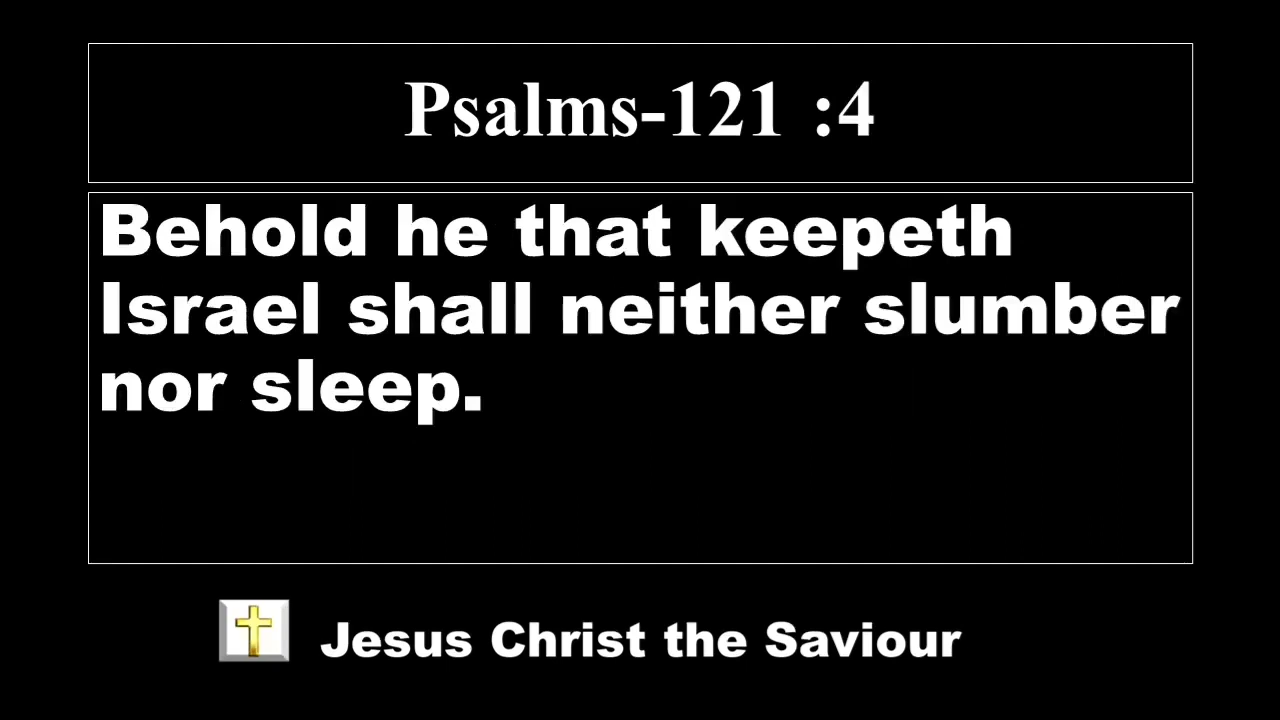 Psalms-121 :4
Behold he that keepeth
Israel shall neither slumber
nor sleep.
Jesus Christ the Saviour